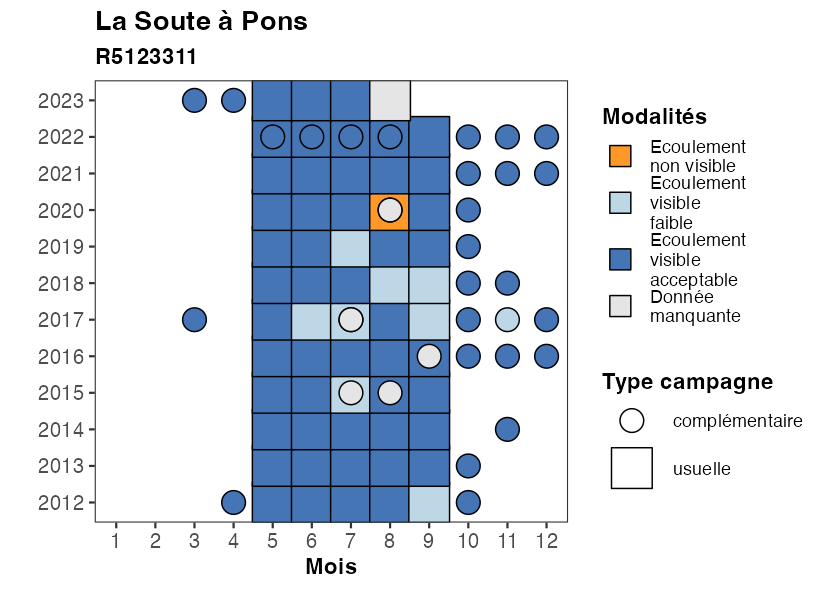 La Soute à Pons
R5123311
2023
2022
2021
2020
2019
2018
2017
2016
2015
2014
2013
2012
1 2 3 4 5 6 7 8 9 10 11 12
Mois
Modalités
Ecoulement
non visible
Ecoulement
visible
faible
Ecoulement
visible
acceptable
Donnée
manquante
Type campagne
complémentaire
usuelle